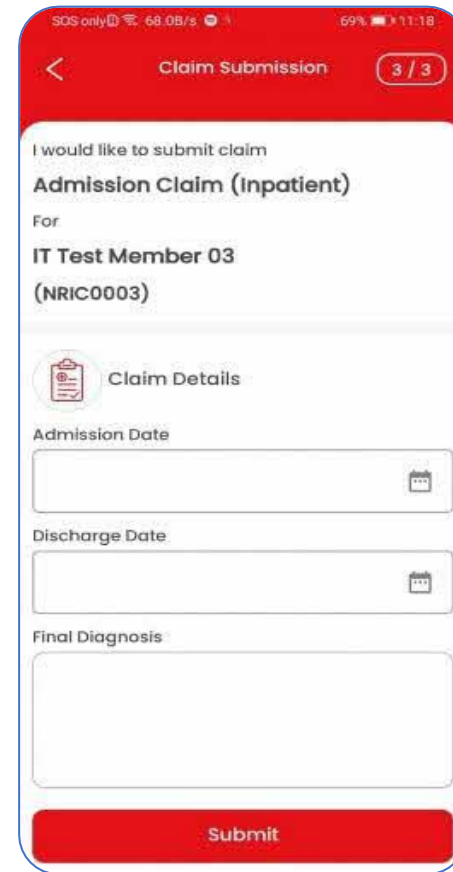 SOS only 68.0B/s 69% 11:18
Claim Submission 3 / 3
I would like to submit claim
Admission Claim (Inpatient)
For
IT Test Member 03
(NRIC0003)
Claim Details
Admission Date
Discharge Date
Final Diagnosis
Submit